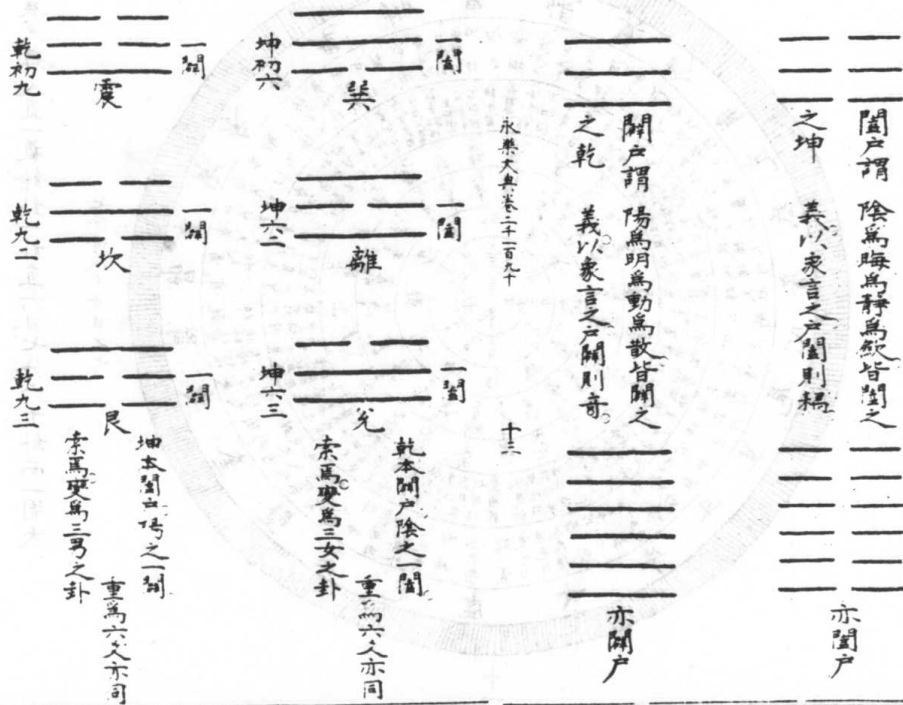 闔戶謂
之坤
陰爲晦爲靜爲歛皆闔之
義以象言之戶闔則耦
亦闔戶
闢戶謂
之乾
陽爲明爲動爲散皆闢之
義以象言之戶闢則奇
亦闢戶
永樂大典卷二千一百九十
十三
一闔
巽
坤初六
一闔
離
坤六二
一闔
兌
坤六三
乾本闢戶陰之一闔
索焉變爲三女之卦
重爲六爻亦同
一闢
震
乾初九
一闢
坎
乾九二
一闢
艮
乾九三
坤本闔戶陽之一闢
索焉變爲三男之卦
重爲六爻亦同